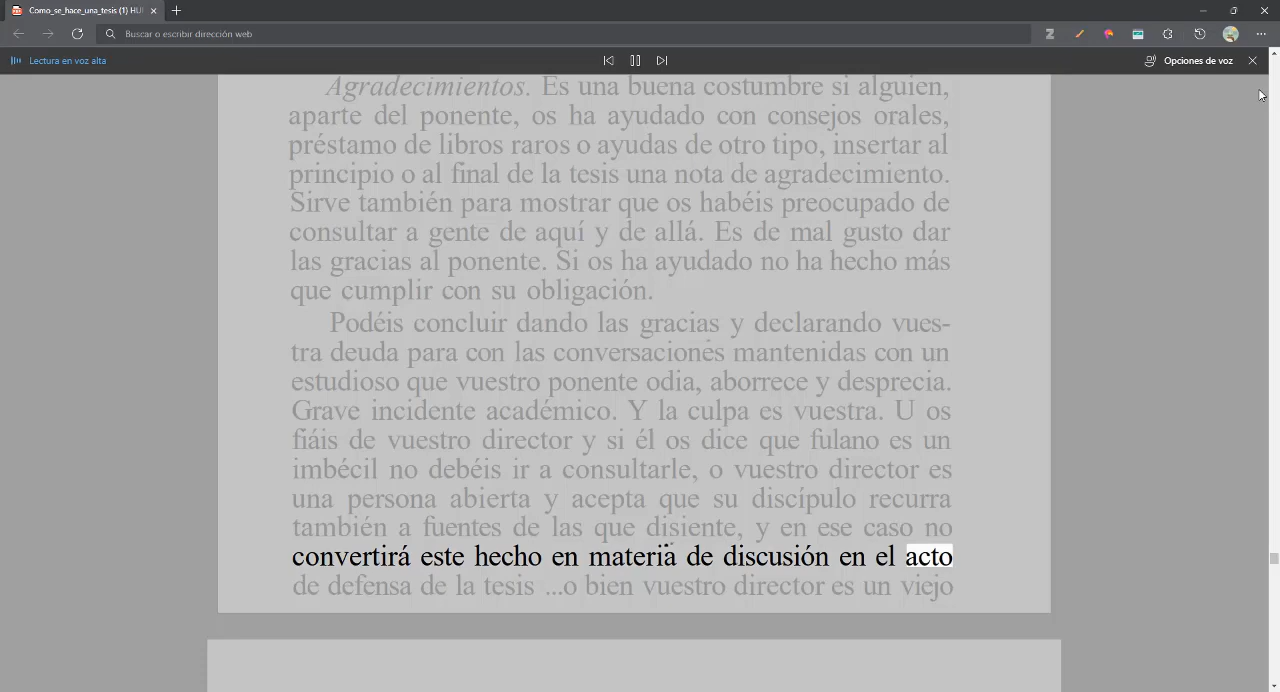 Como_se_hace_una_tesis (1) HU
Buscar o escribir dirección web
Lectura en voz alta
Opciones de voz
Agradecimientos. Es una buena costumbre si alguien,
aparte del ponente, os ha ayudado con consejos orales,
préstamo de libros raros o ayudas de otro tipo, insertar al
principio o al final de la tesis una nota de agradecimiento.
Sirve también para mostrar que os habéis preocupado de
consultar a gente de aquí y de allá. Es de mal gusto dar
las gracias al ponente. Si os ha ayudado no ha hecho más
que cumplir con su obligación.
Podéis concluir dando las gracias y declarando vues-
tra deuda para con las conversaciones mantenidas con un
estudioso que vuestro ponente odia, aborrece y desprecia.
Grave incidente académico. Y la culpa es vuestra. U os
fiáis de vuestro director y si él os dice que fulano es un
imbécil no debéis ir a consultarle, o vuestro director es
una persona abierta y acepta que su discípulo recurra
también a fuentes de las que disiente, y en ese caso no
convertirá este hecho en materia de discusión en el acto
de defensa de la tesis ...o bien vuestro director es un viejo